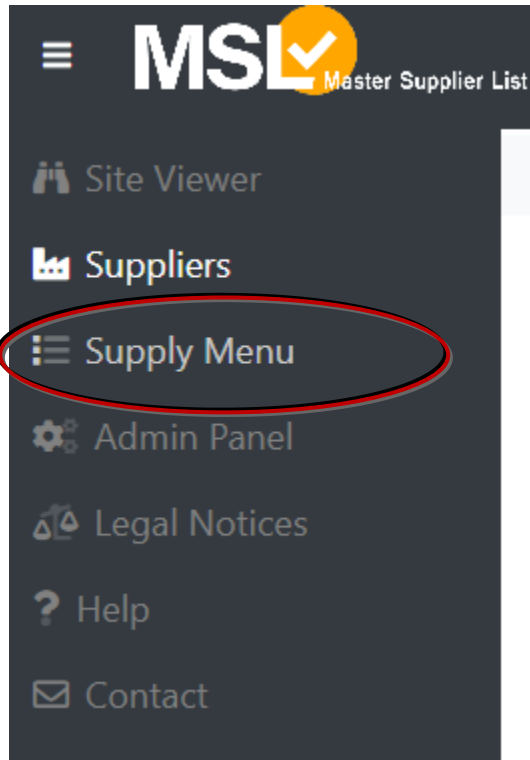 MSL
Master Supplier List
Site Viewer
Suppliers
Supply Menu
Admin Panel
Legal Notices
? Help
Contact